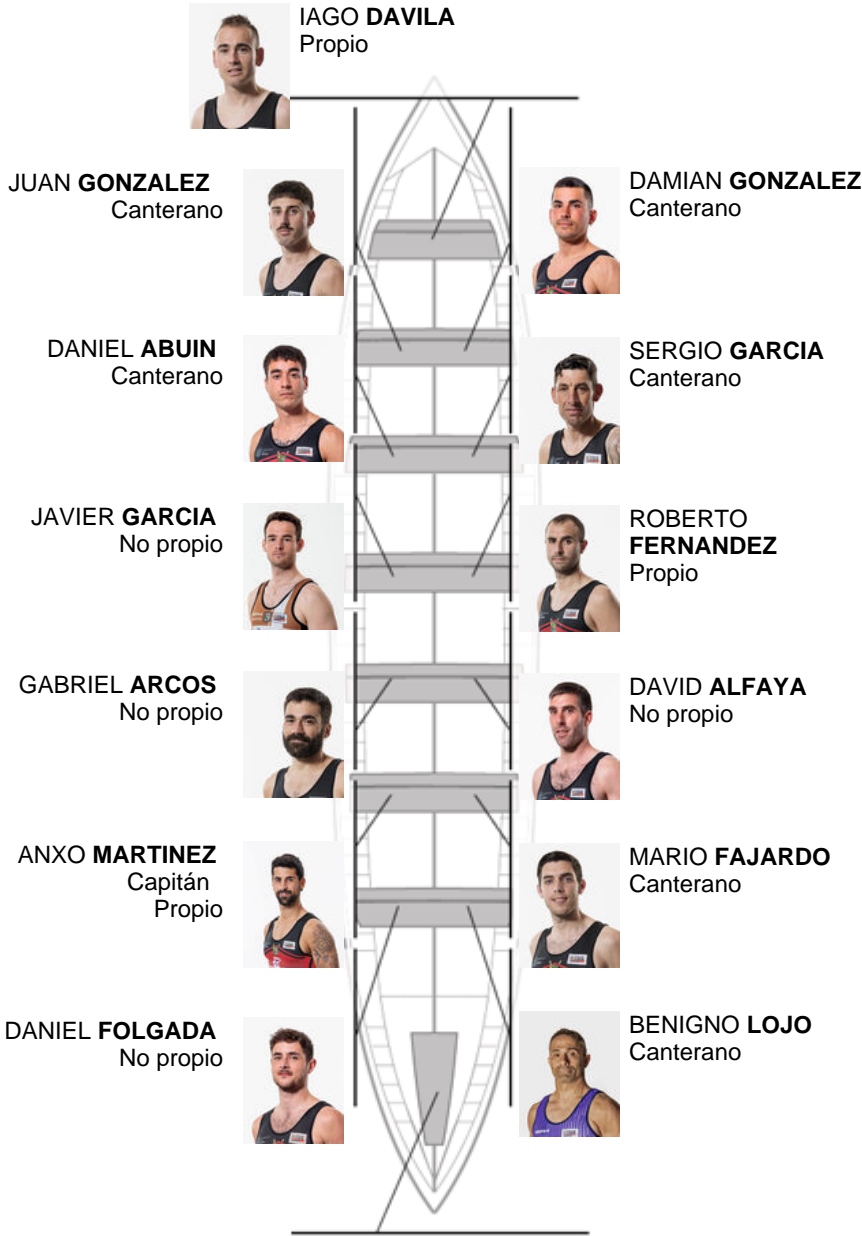 IAGO DAVILA
Propio
JUAN GONZALEZ
Canterano
DAMIAN GONZALEZ
Canterano
DANIEL ABUIN
Canterano
SERGIO GARCIA
Canterano
JAVIER GARCIA
No propio
ROBERTO
FERNANDEZ
Propio
GABRIEL ARCOS
No propio
DAVID ALFAYA
No propio
ANXO MARTINEZ
Capitán
Propio
MARIO FAJARDO
Canterano
DANIEL FOLGADA
No propio
BENIGNO LOJO
Canterano